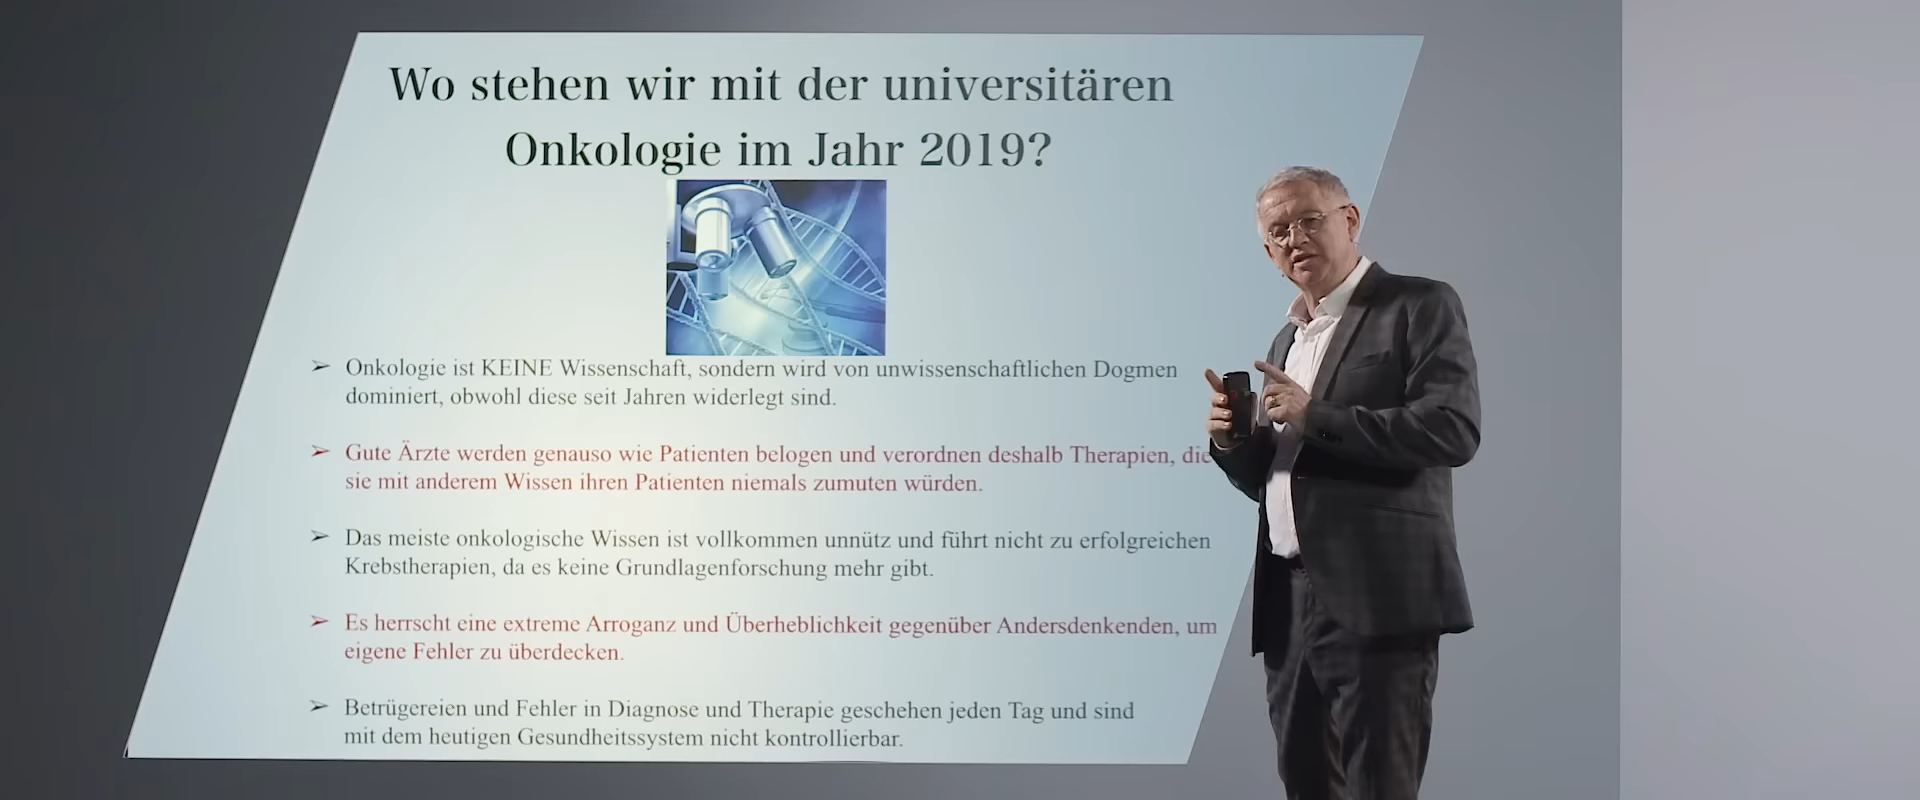 Wo stehen wir mit der universitären
Onkologie im Jahr 2019?
➢ Onkologie ist KEINE Wissenschaft, sondern wird von unwissenschaftlichen Dogmen
dominiert, obwohl diese seit Jahren widerlegt sind.
➢ Gute Ärzte werden genauso wie Patienten belogen und verordnen deshalb Therapien, die
sie mit anderem Wissen ihren Patienten niemals zumuten würden.
➢ Das meiste onkologische Wissen ist vollkommen unnütz und führt nicht zu erfolgreichen
Krebstherapien, da es keine Grundlagenforschung mehr gibt.
➢ Es herrscht eine extreme Arroganz und Überheblichkeit gegenüber Andersdenkenden, um
eigene Fehler zu überdecken.
➢ Betrügereien und Fehler in Diagnose und Therapie geschehen jeden Tag und sind
mit dem heutigen Gesundheitssystem nicht kontrollierbar.